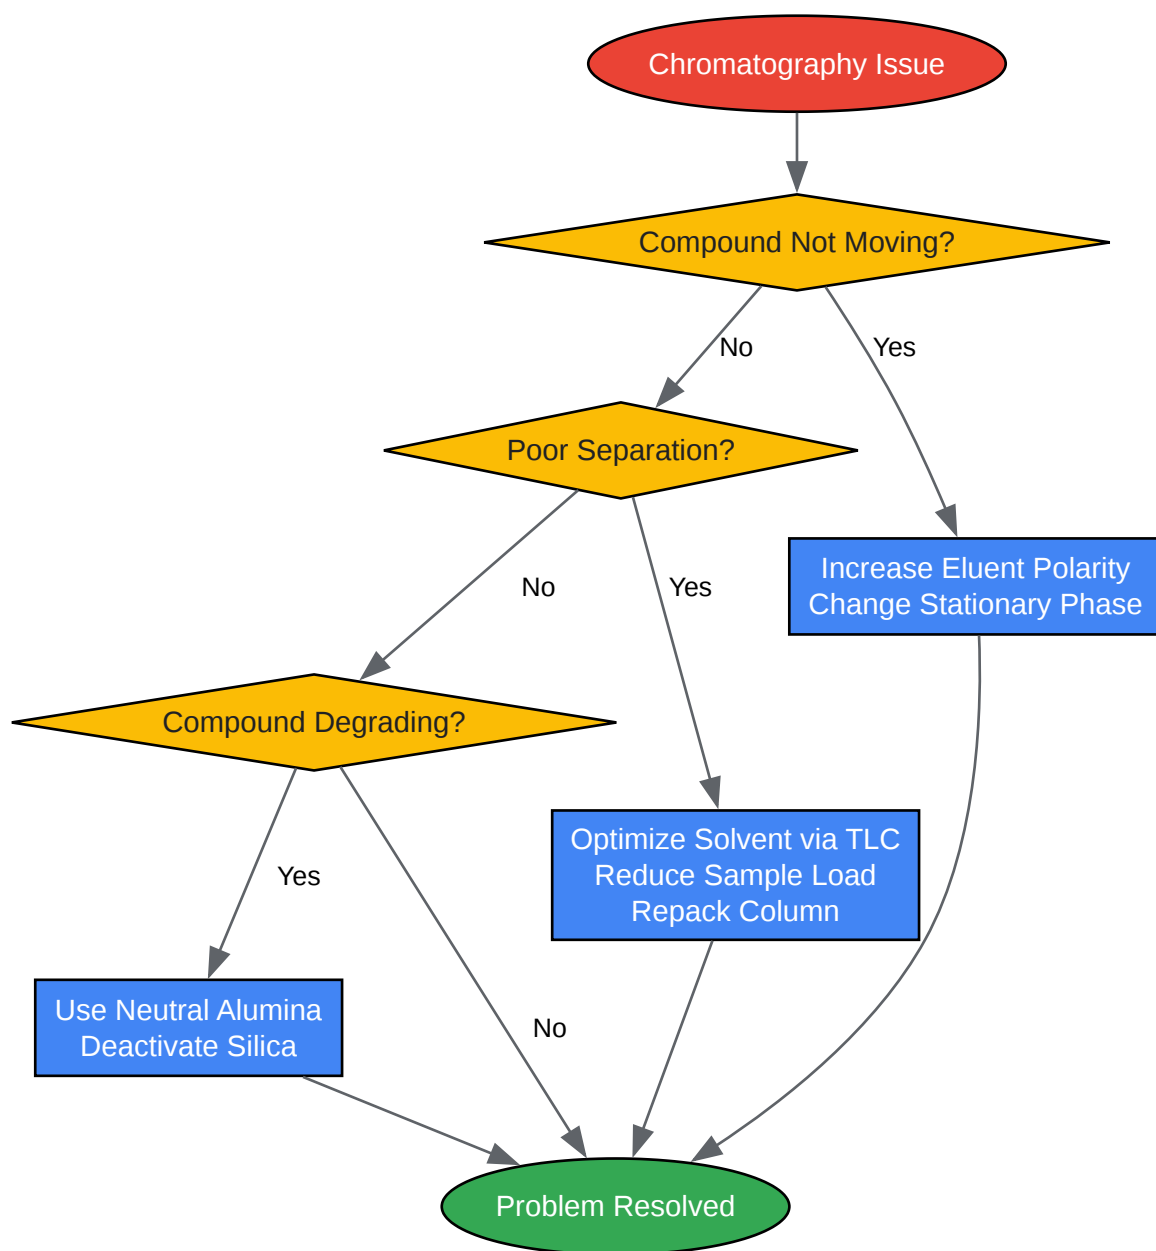 Chromatography Issue
Compound Not Moving?
No
Yes
Poor Separation?
Increase Eluent Polarity
Change Stationary Phase
No
Yes
Compound Degrading?
Optimize Solvent via TLC
Reduce Sample Load
Repack Column
Yes
Use Neutral Alumina
Deactivate Silica
No
Problem Resolved